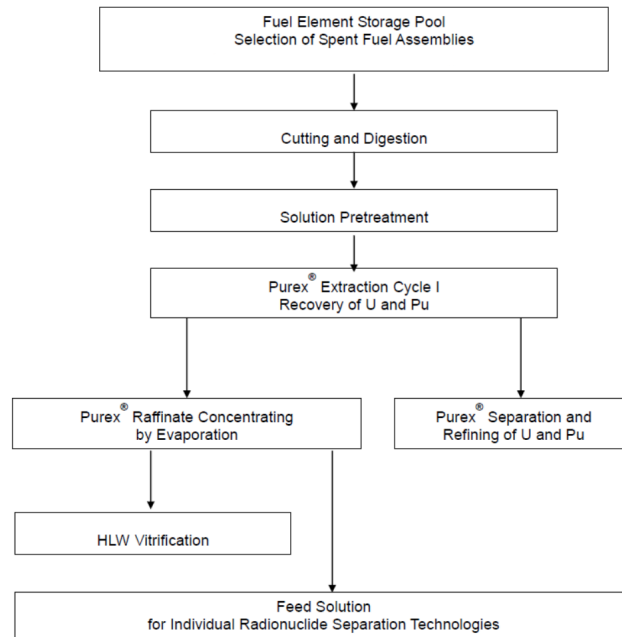 Fuel Element Storage Pool
Selection of Spent Fuel Assemblies
Cutting and Digestion
Solution Pretreatment
Purex® Extraction Cycle I
Recovery of U and Pu
Purex® Raffinate Concentrating
by Evaporation
Purex® Separation and
Refining of U and Pu
HLW Vitrification
Feed Solution
for Individual Radionuclide Separation Technologies